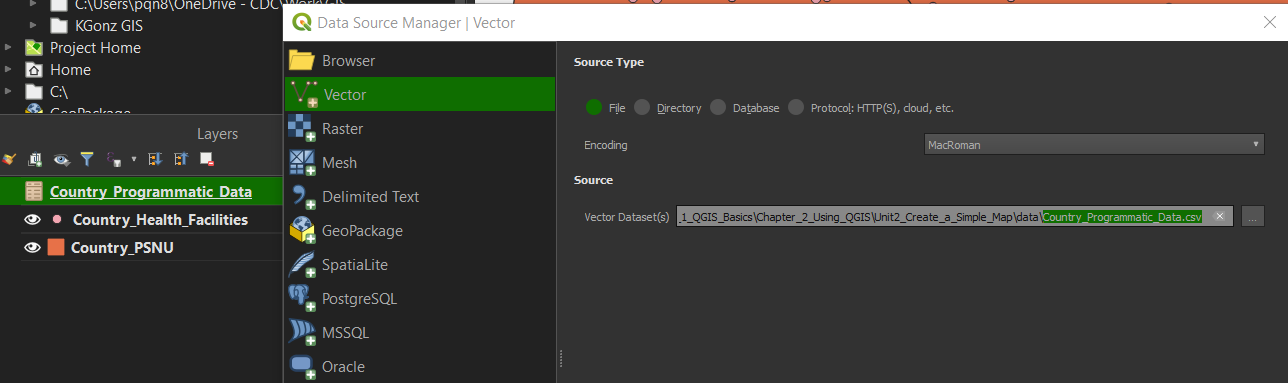 C:\Users\pqn8\OneDrive - CDC\Work\GIS
KGonz GIS
Project Home
Home
C:\
GeoPackage
Layers
Country_Programmatic_Data
Country_Health_Facilities
Country_PSNU
Data Source Manager | Vector
Browser
Vector
Raster
Mesh
Delimited Text
GeoPackage
SpatiaLite
PostgreSQL
MSSQL
Oracle
Source Type
File Directory Database Protocol: HTTP(S), cloud, etc.
Encoding MacRoman
Source
Vector Dataset(s) _1_QGIS_Basics\Chapter_2_Using_QGIS\Unit2_Create_a_Simple_Map\data\Country_Programmatic_Data.csv ...